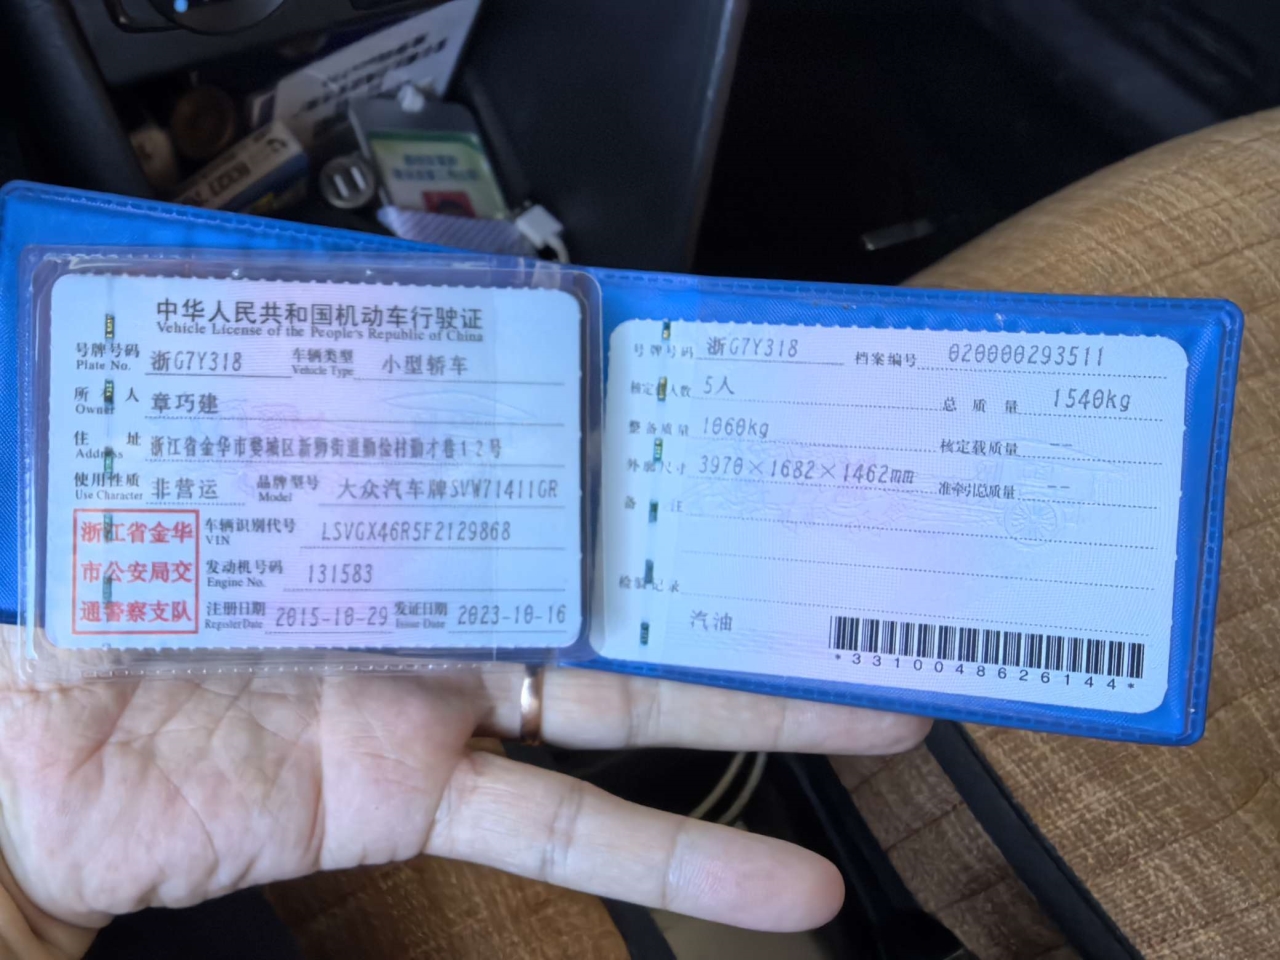 中华人民共和国机动车行驶证
Vehicle License of the People's Republic of China
号牌号码 浙G7Y318 车辆类型 小型轿车
Plate No. Vehicle Type
所有人 章巧建
Owner
住址 浙江省金华市婺城区新狮街道勤俭村勤才巷12号
Address
使用性质 非营运 品牌型号 大众汽车牌SVW71411GR
Use Character Model
浙江省金华
市公安局交
通警察支队
车辆识别代号 LSVGX46R5F2129868
VIN
发动机号码 131583
Engine No.
注册日期 2015-10-29 发证日期 2023-10-16
Register Date Issue Date
号牌号码 浙G7Y318 档案编号 020000293511
核定载人数 5人 总质量 1540kg
整备质量 1060kg 核定载质量 --
外廓尺寸 3970×1682×1462mm 准牵引总质量 --
备注
检验记录
汽油
*3310048626144*